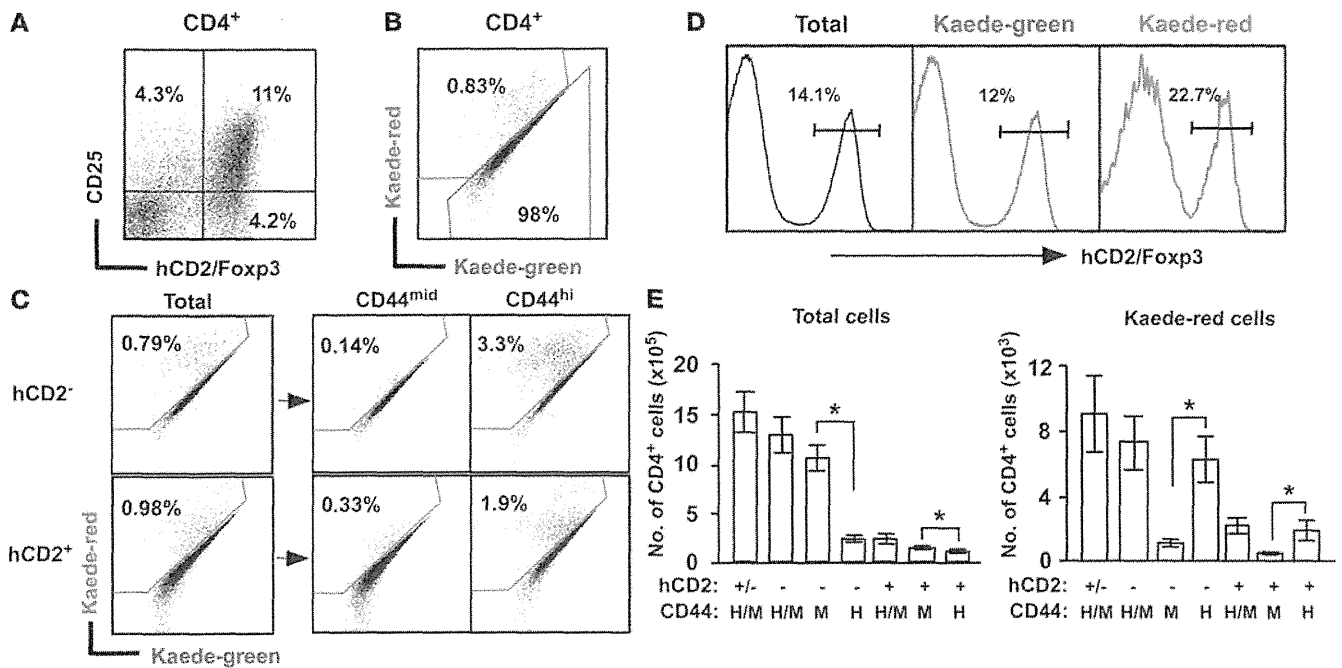 A
CD4+
4.3%
11%
4.2%
CD25
hCD2/Foxp3
B
CD4+
0.83%
98%
Kaede-red
Kaede-green
C
Total
CD44mid
CD44hi
hCD2-
0.79%
0.14%
3.3%
hCD2+
0.98%
0.33%
1.9%
Kaede-red
Kaede-green
D
Total
Kaede-green
Kaede-red
14.1%
12%
22.7%
hCD2/Foxp3
E
Total cells
No. of CD4+ cells (x10⁵)
20
15
10
5
0
*
*
hCD2: +/- - - - + + +
CD44: H/M H/M M H H/M M H
Kaede-red cells
No. of CD4+ cells (x10³)
12
8
4
0
*
*
hCD2: +/- - - - + + +
CD44: H/M H/M M H H/M M H